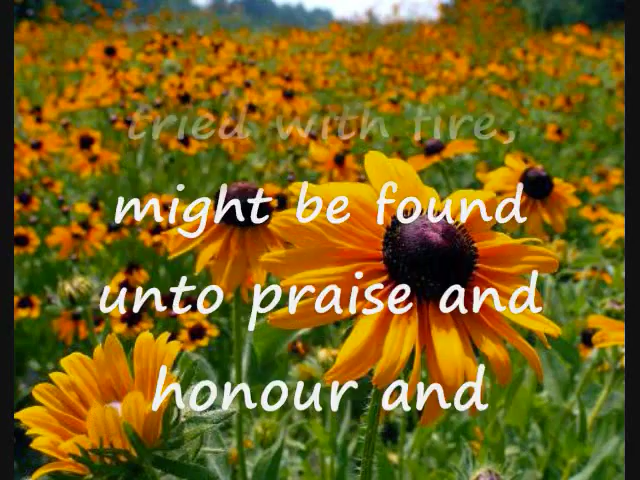 tried with fire,
might be found
unto praise and
honour and